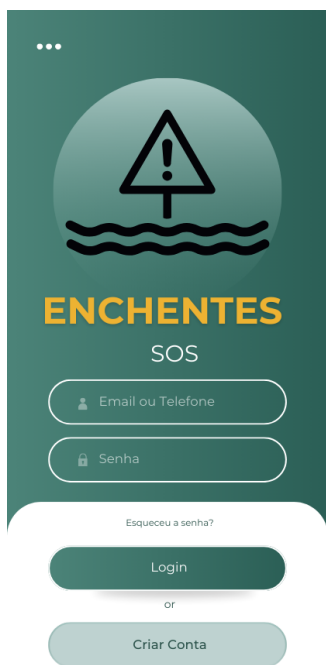 ENCHENTES
SOS
Email ou Telefone
Senha
Esqueceu a senha?
Login
or
Criar Conta